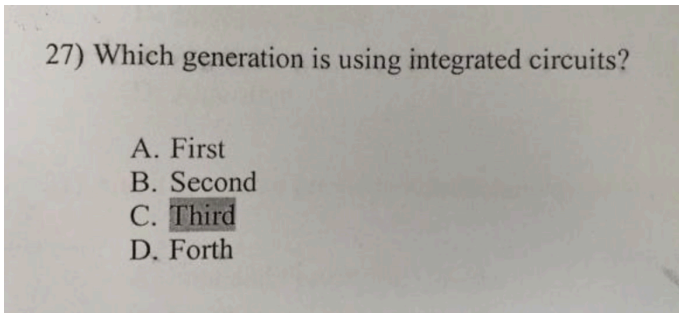 27) Which generation is using integrated circuits?
A. First
B. Second
C. Third
D. Forth